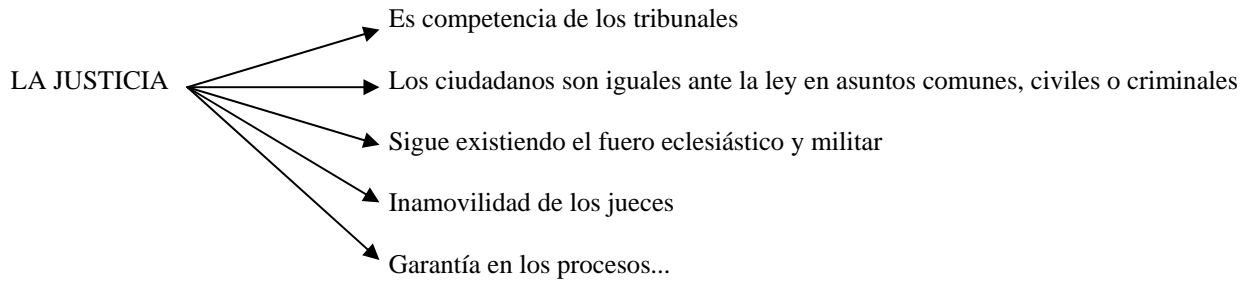 Es competencia de los tribunales
LA JUSTICIA
Los ciudadanos son iguales ante la ley en asuntos comunes, civiles o criminales
Sigue existiendo el fuero eclesiástico y militar
Inamovilidad de los jueces
Garantía en los procesos...